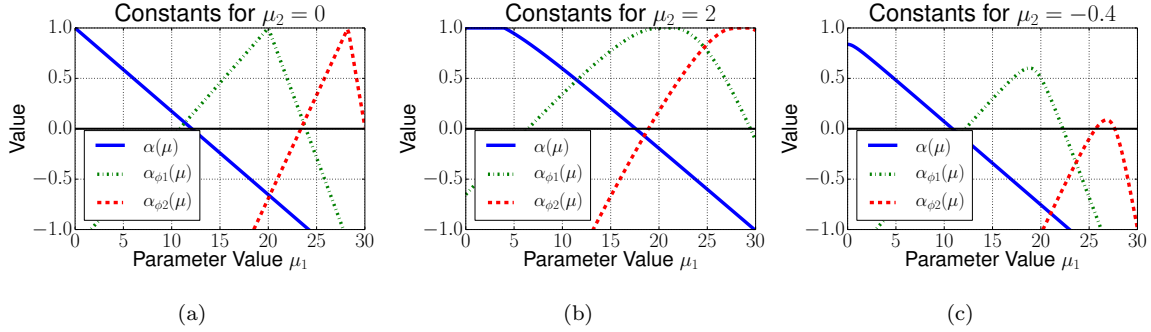 Constants for μ₂ = 0
Value
1.0
0.5
0.0
−0.5
−1.0
α(μ)
α_ϕ1(μ)
α_ϕ2(μ)
0 5 10 15 20 25 30
Parameter Value μ₁
(a)
Constants for μ₂ = 2
Value
1.0
0.5
0.0
−0.5
−1.0
α(μ)
α_ϕ1(μ)
α_ϕ2(μ)
0 5 10 15 20 25 30
Parameter Value μ₁
(b)
Constants for μ₂ = −0.4
Value
1.0
0.5
0.0
−0.5
−1.0
α(μ)
α_ϕ1(μ)
α_ϕ2(μ)
0 5 10 15 20 25 30
Parameter Value μ₁
(c)